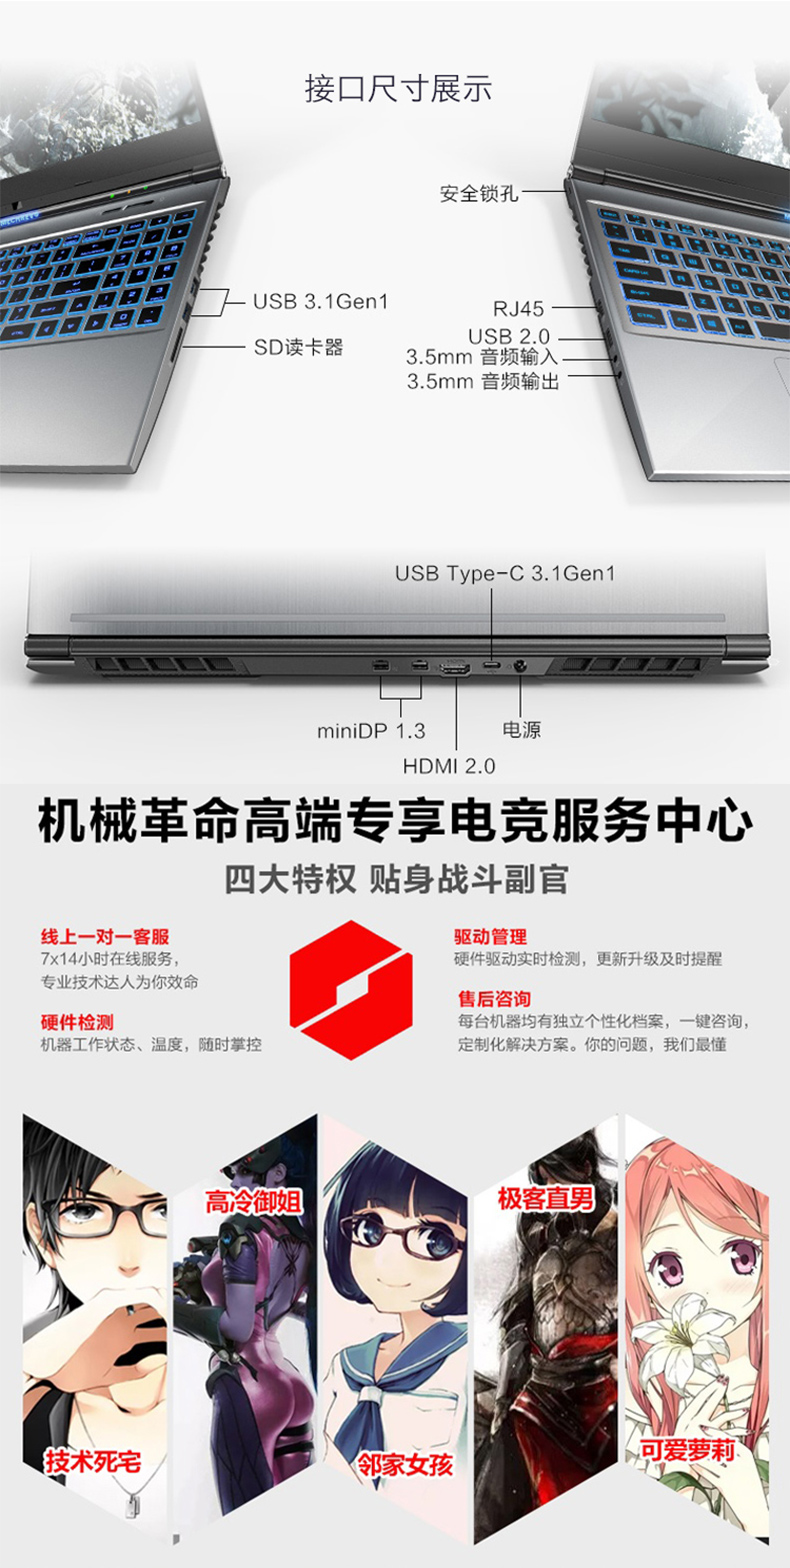 接口尺寸展示
安全锁孔
USB 3.1Gen1
SD读卡器
RJ45
USB 2.0
3.5mm 音频输入
3.5mm 音频输出
USB Type-C 3.1Gen1
miniDP 1.3
电源
HDMI 2.0
机械革命高端专享电竞服务中心
四大特权 贴身战斗副官
线上一对一客服
7x14小时在线服务，
专业技术达人为你效命
硬件检测
机器工作状态、温度，随时掌控
驱动管理
硬件驱动实时检测，更新升级及时提醒
售后咨询
每台机器均有独立个性化档案，一键咨询，
定制化解决方案。你的问题，我们最懂
高冷御姐
极客直男
技术死宅
邻家女孩
可爱萝莉